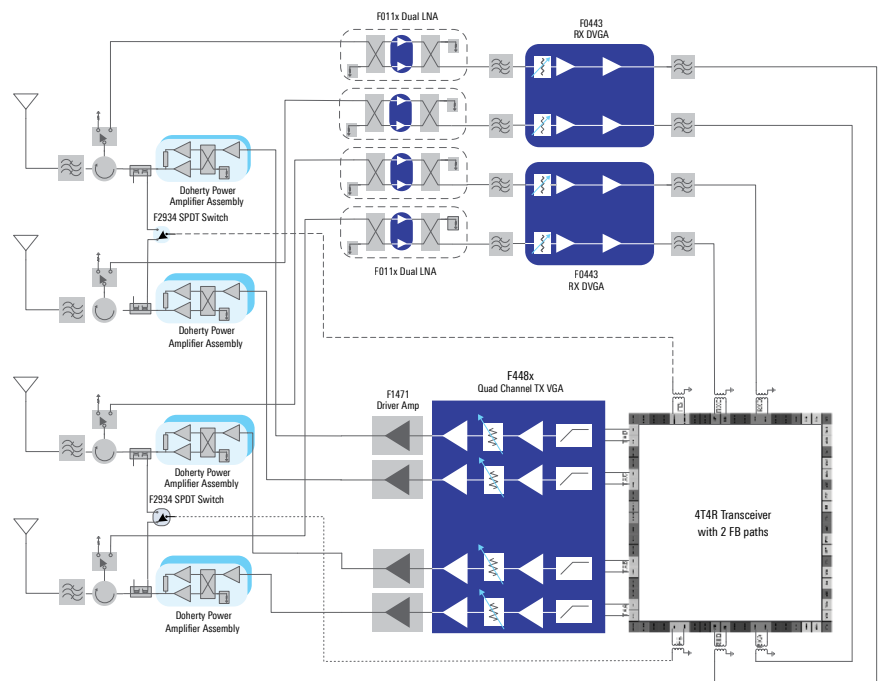 F011x Dual LNA
F0443
RX DVGA
Doherty Power
Amplifier Assembly
F2934 SPDT Switch
F011x Dual LNA
F0443
RX DVGA
Doherty Power
Amplifier Assembly
F448x
Quad Channel TX VGA
F1471
Driver Amp
Doherty Power
Amplifier Assembly
F2934 SPDT Switch
4T4R Transceiver
with 2 FB paths
Doherty Power
Amplifier Assembly